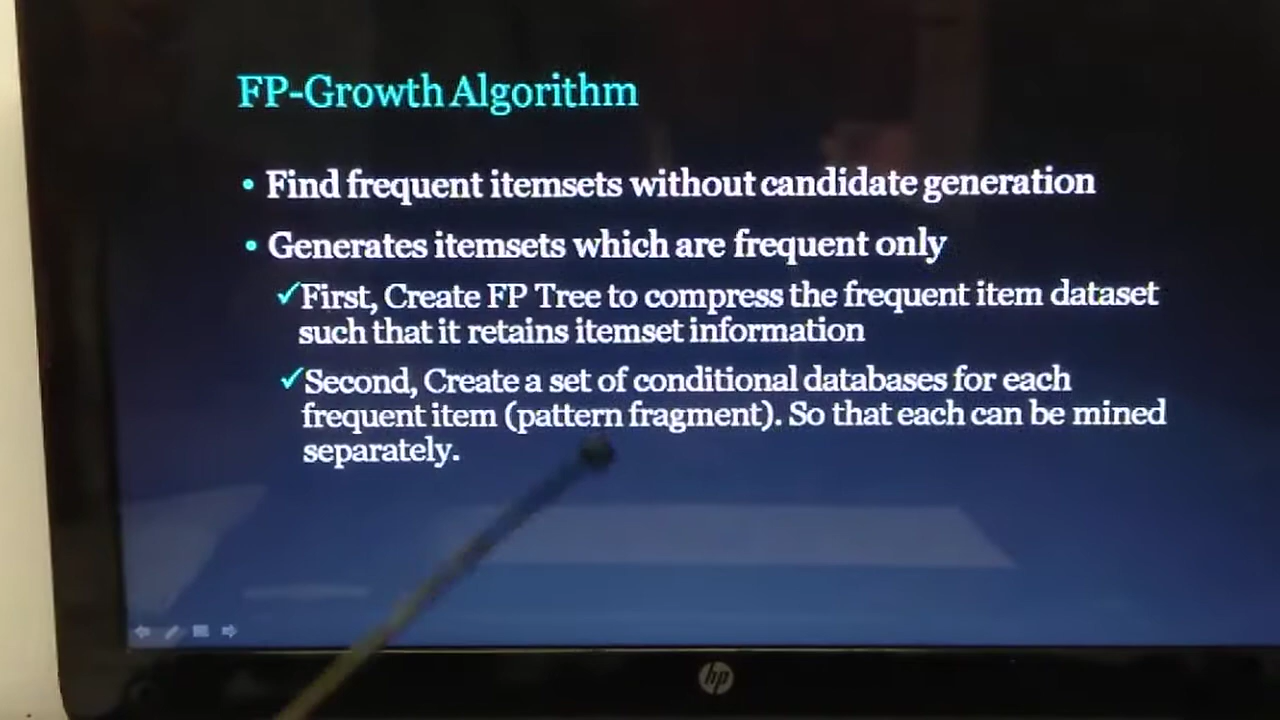 FP-Growth Algorithm
• Find frequent itemsets without candidate generation
• Generates itemsets which are frequent only
✓First, Create FP Tree to compress the frequent item dataset
such that it retains itemset information
✓Second, Create a set of conditional databases for each
frequent item (pattern fragment). So that each can be mined
separately.
hp